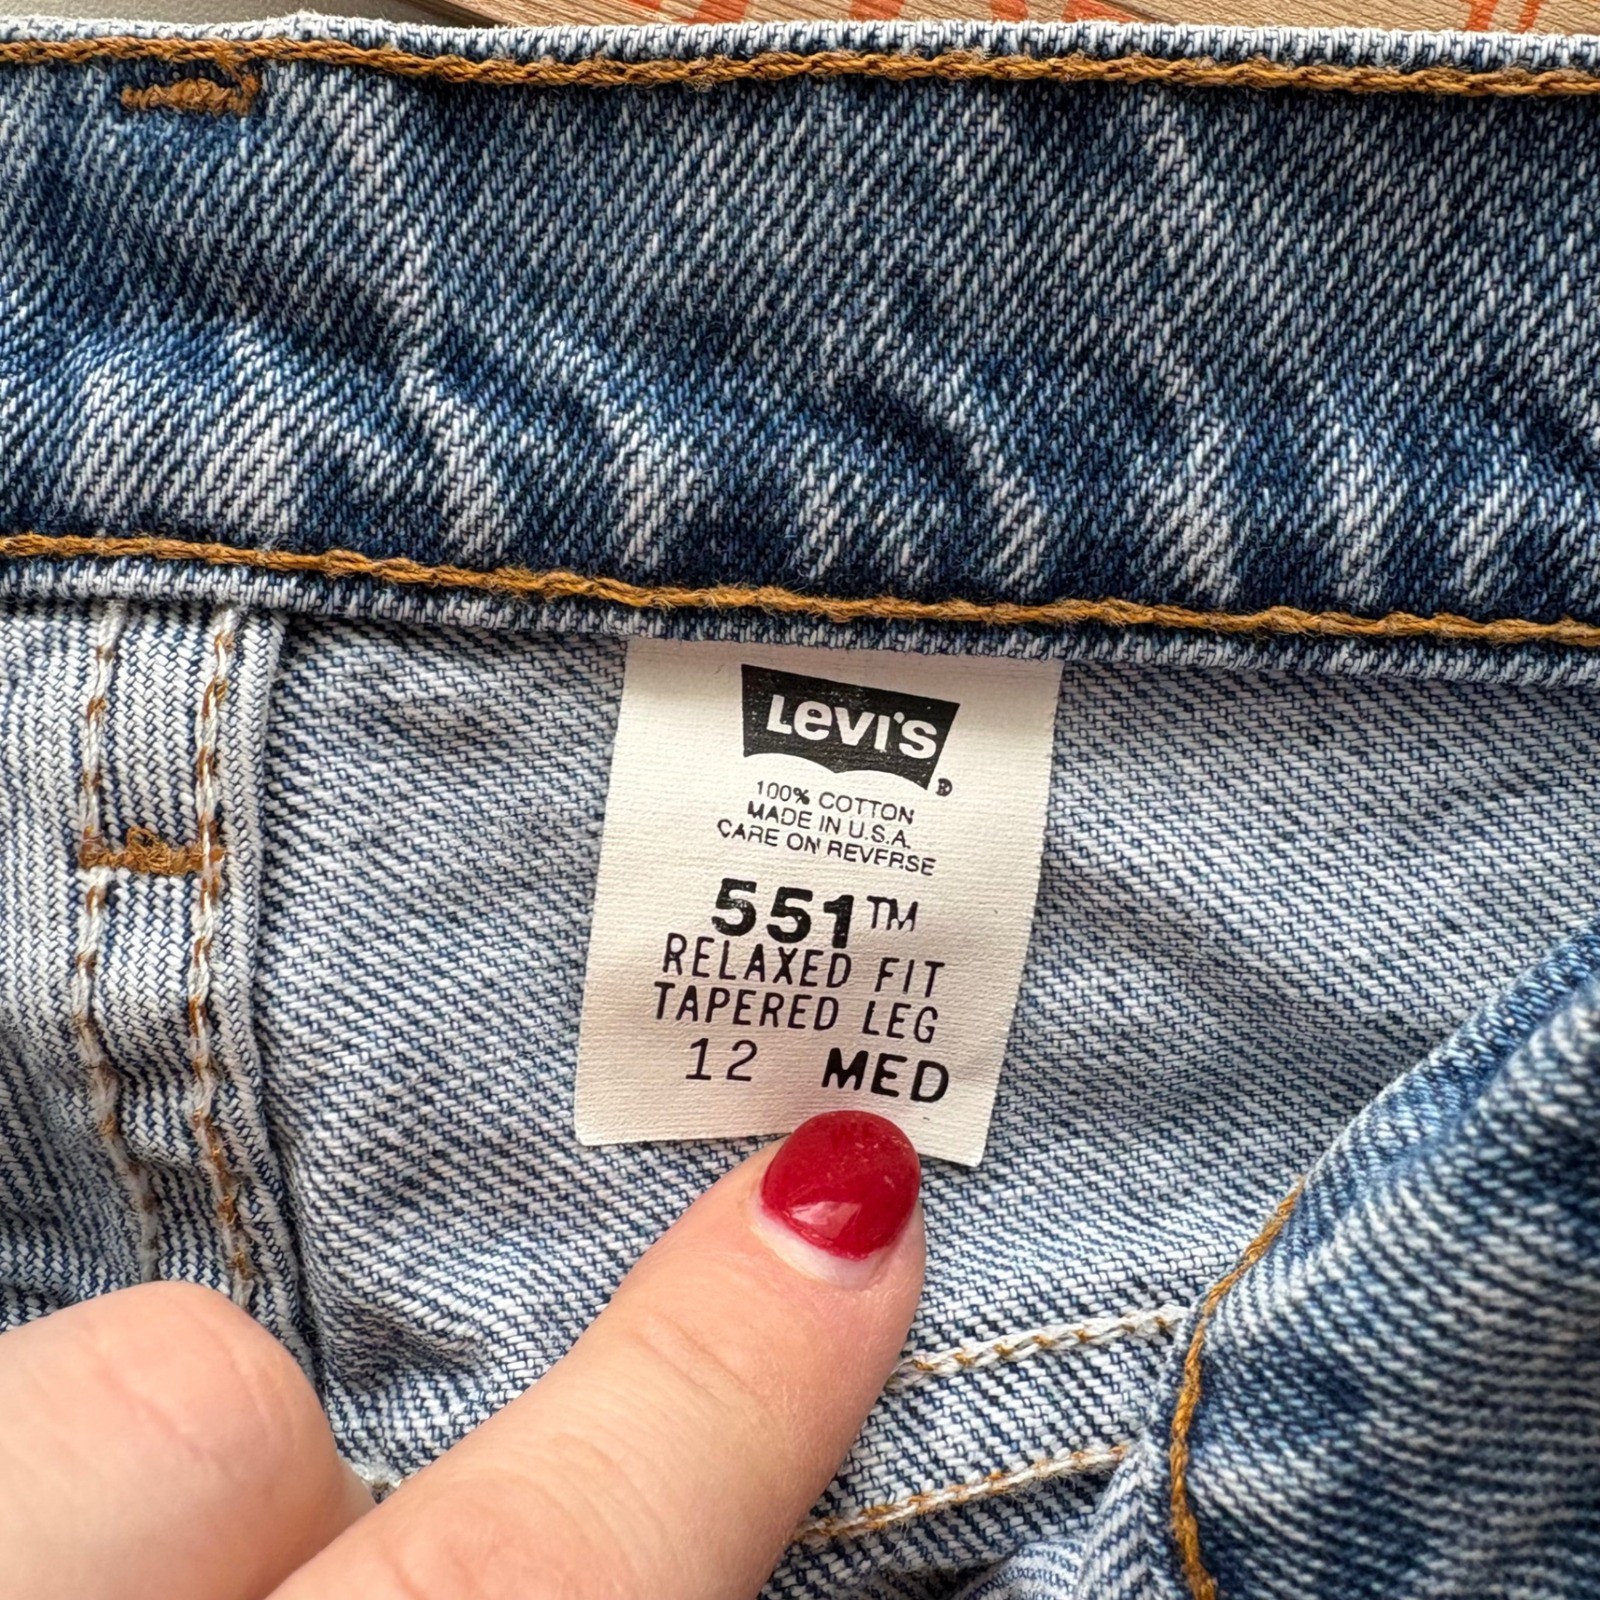 Levi's ®
100% COTTON
MADE IN U.S.A.
CARE ON REVERSE
551™
RELAXED FIT
TAPERED LEG
12 MED